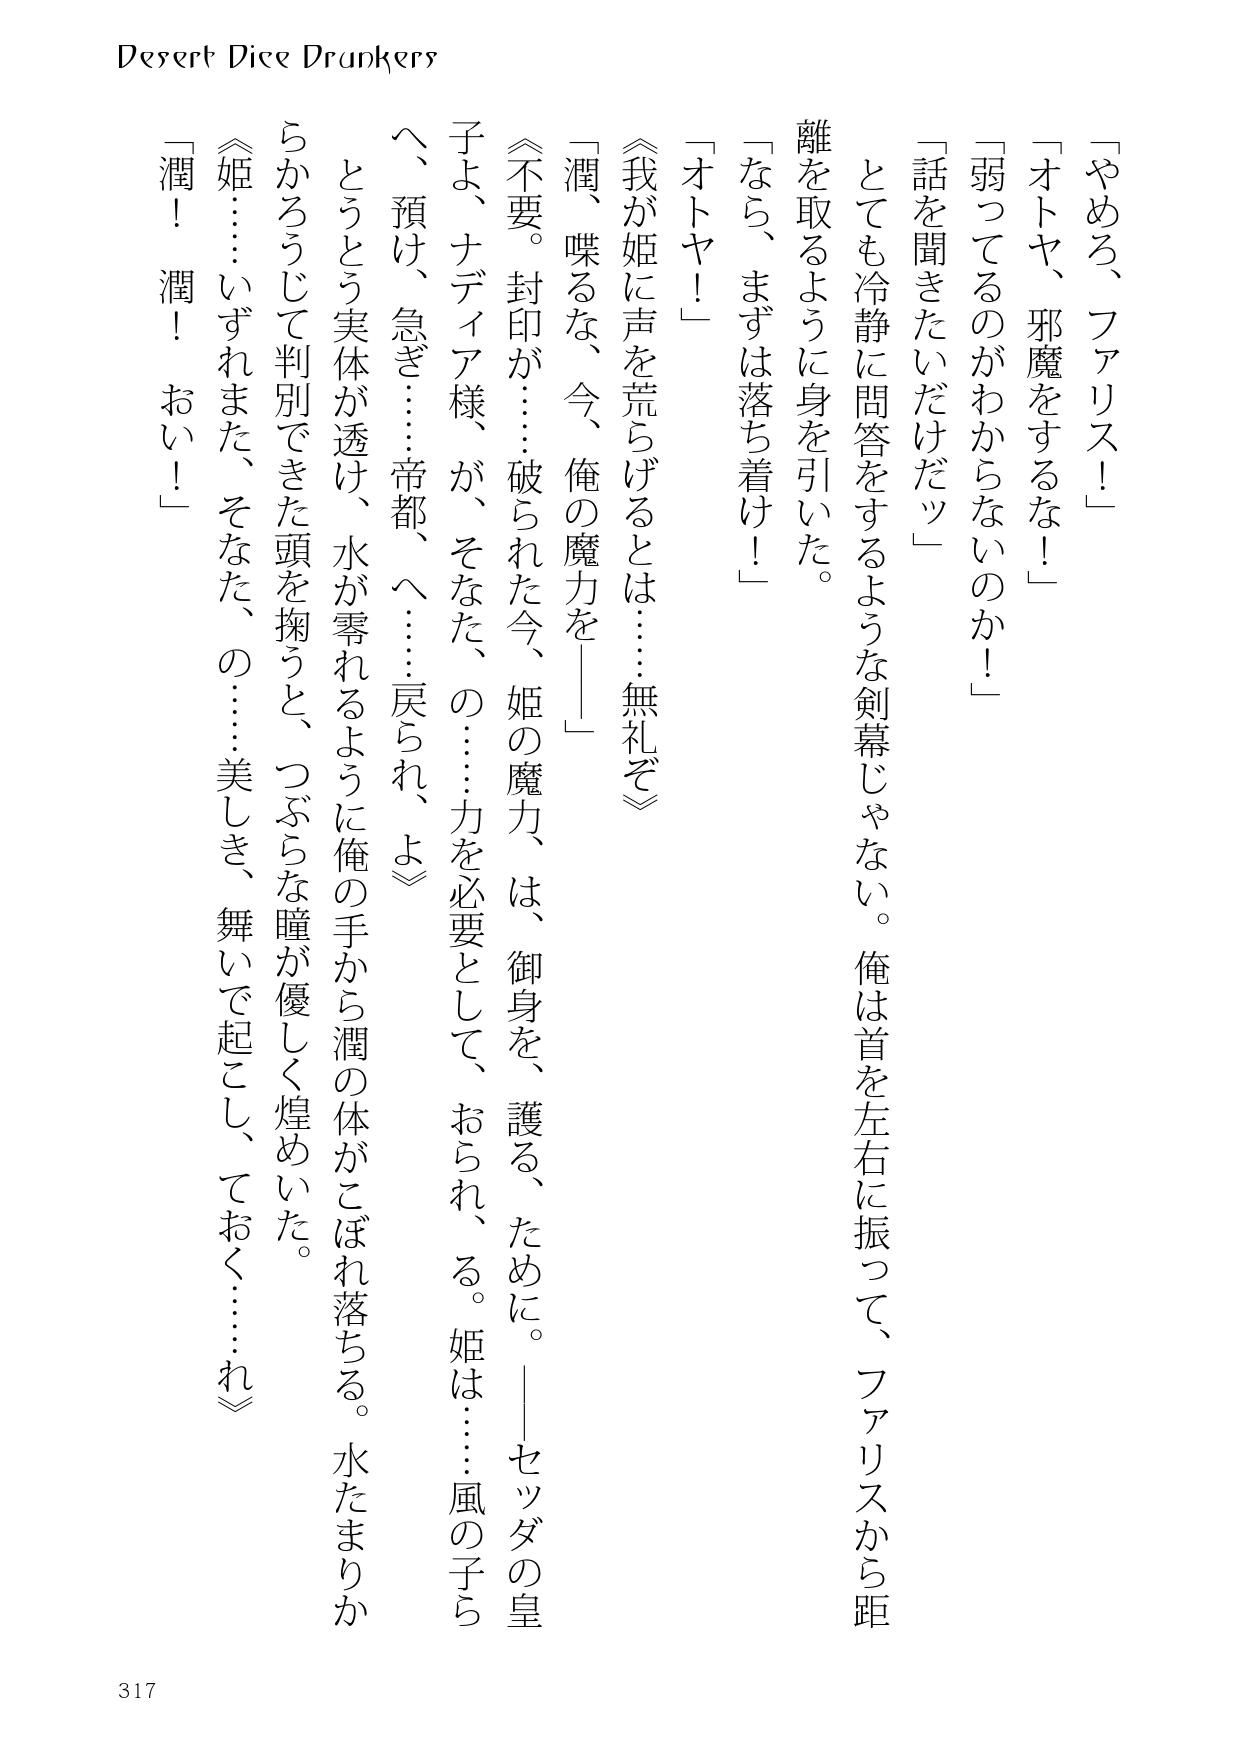 Desert Dice Drunkers
「やめろ、ファリス！」
「オトヤ、邪魔をするな！」
「弱ってるのがわからないのか！」
「話を聞きたいだけだッ」
　とても冷静に問答をするような剣幕じゃない。俺は首を左右に振って、ファリスから距
離を取るように身を引いた。
「なら、まずは落ち着け！」
「オトヤ！」
《我が姫に声を荒らげるとは……無礼ぞ》
「潤、喋るな、今、俺の魔力を――」
《不要。封印が……破られた今、姫の魔力、は、御身を、護る、ために。――セッダの皇
子よ、ナディア様、が、そなた、の……力を必要として、おられ、る。姫は……風の子ら
へ、預け、急ぎ……帝都、へ……戻られ、よ》
　とうとう実体が透け、水が零れるように俺の手から潤の体がこぼれ落ちる。水たまりか
らかろうじて判別できた頭を掬うと、つぶらな瞳が優しく煌めいた。
《姫……いずれまた、そなた、の……美しき、舞いで起こし、ておく……れ》
「潤！　潤！　おい！」
317